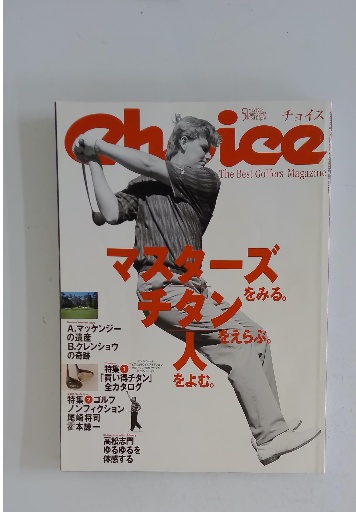 Choice
チョイス
The Best Golfers Magazine
マスターズ
をみる。
チタン
をえらぶ。
人
をよむ。
A.マッケンジー
の遺産
B.クレンショウ
の奇跡
特集1
「買い得チタン」
全カタログ
特集2ゴルフ
ノンフィクション
尾崎将司
高松志門
ゆるゆるを
体感する